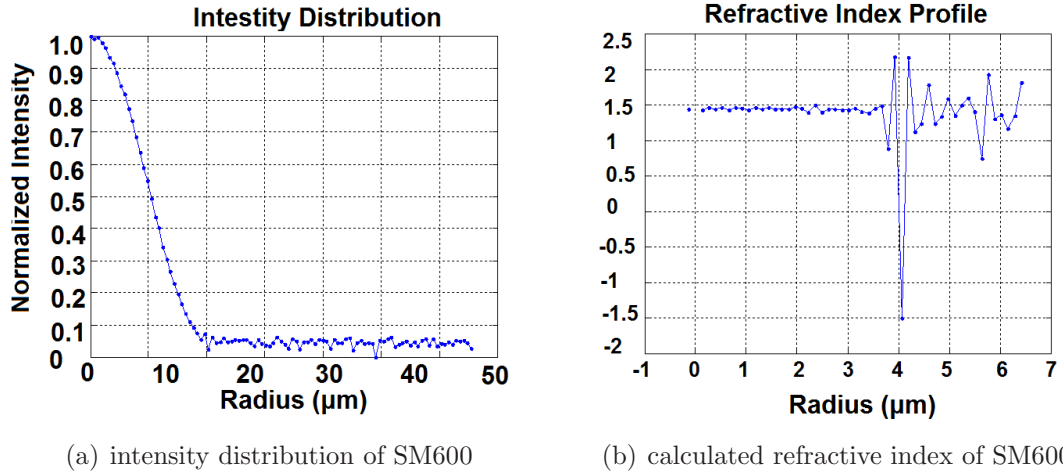 Intestity Distribution
Normalized Intensity
1.0
0.9
0.8
0.7
0.6
0.5
0.4
0.3
0.2
0.1
0
0 10 20 30 40 50
Radius (µm)
(a) intensity distribution of SM600
Refractive Index Profile
2.5
2
1.5
1
0.5
0
-0.5
-1
-1.5
-2
-1 0 1 2 3 4 5 6 7
Radius (µm)
(b) calculated refractive index of SM600